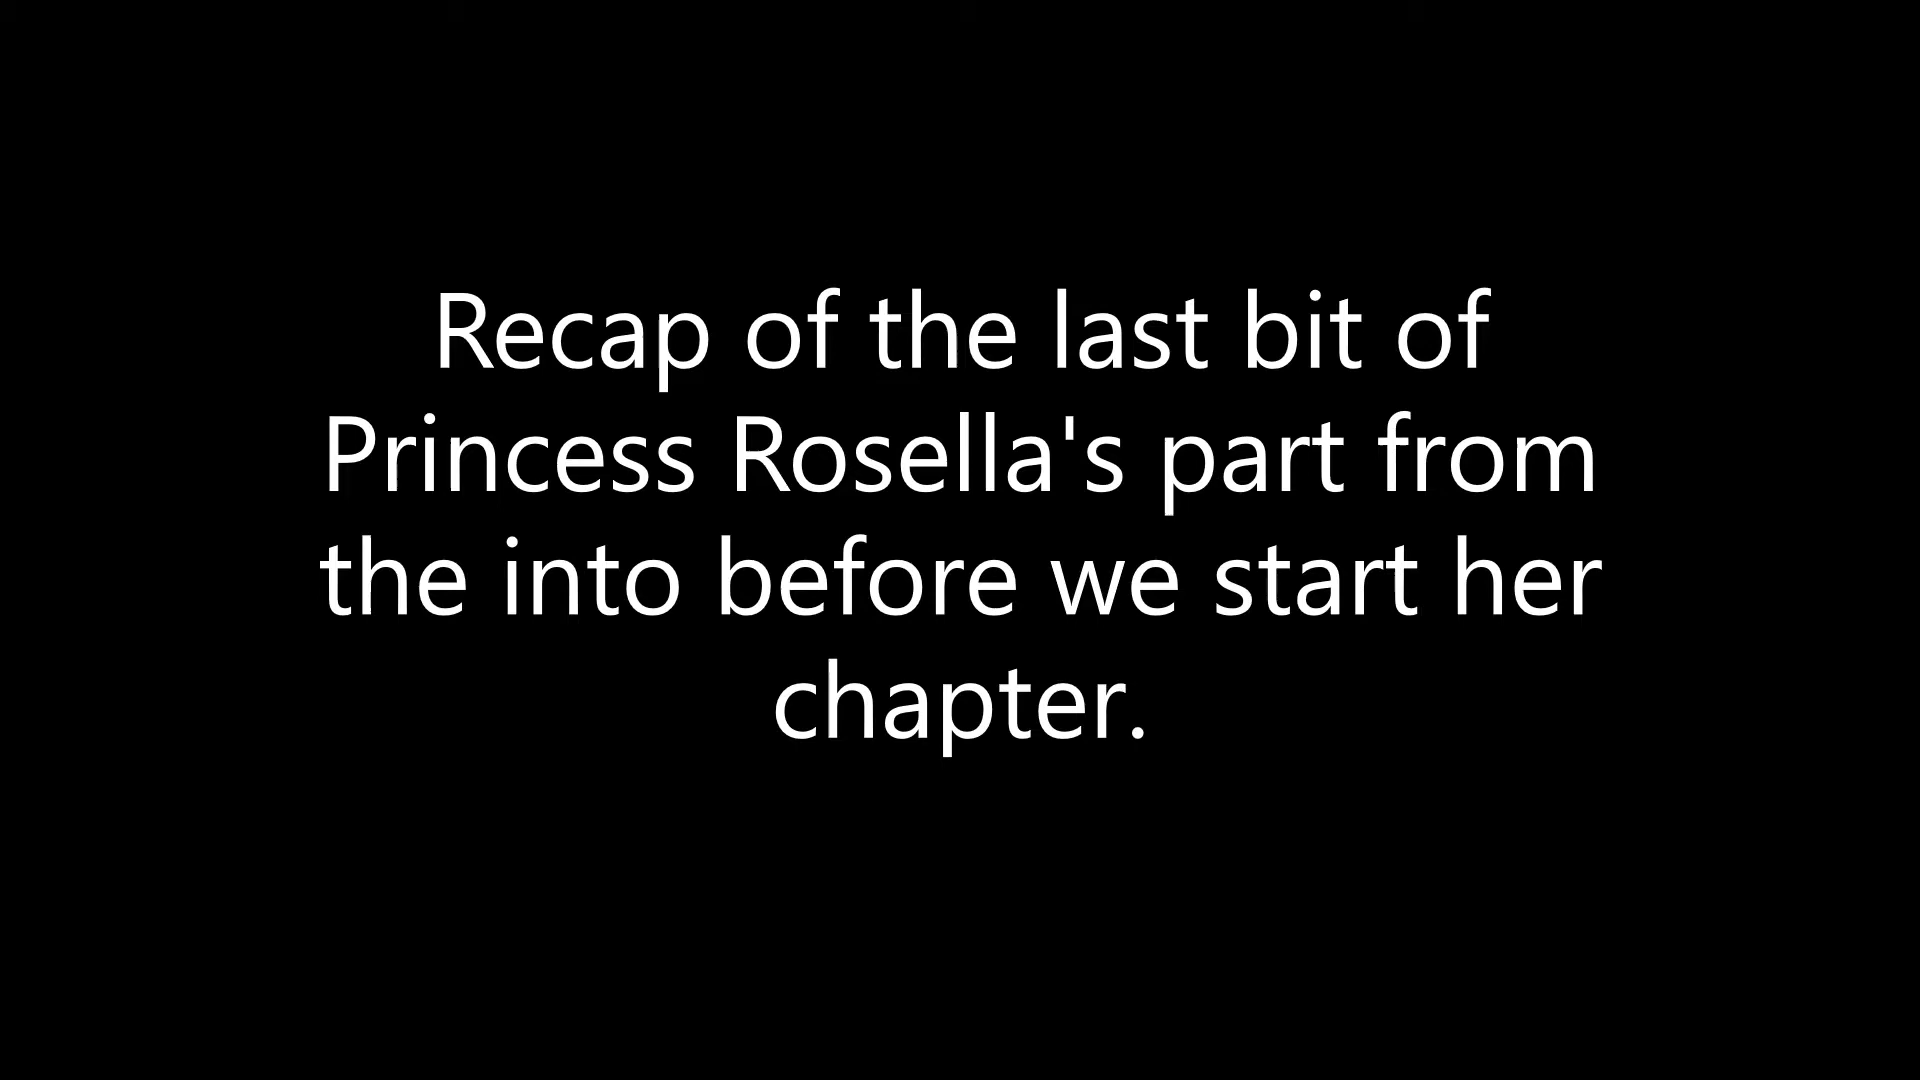 Recap of the last bit of
Princess Rosella's part from
the into before we start her
chapter.